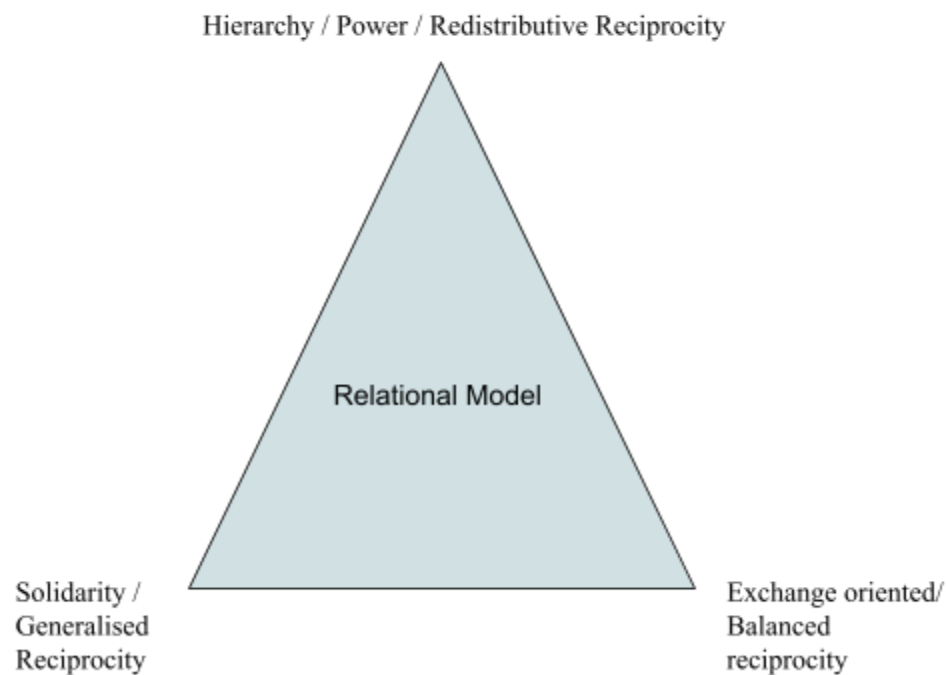 Hierarchy / Power / Redistributive Reciprocity
Relational Model
Solidarity /
Generalised
Reciprocity
Exchange oriented/
Balanced
reciprocity